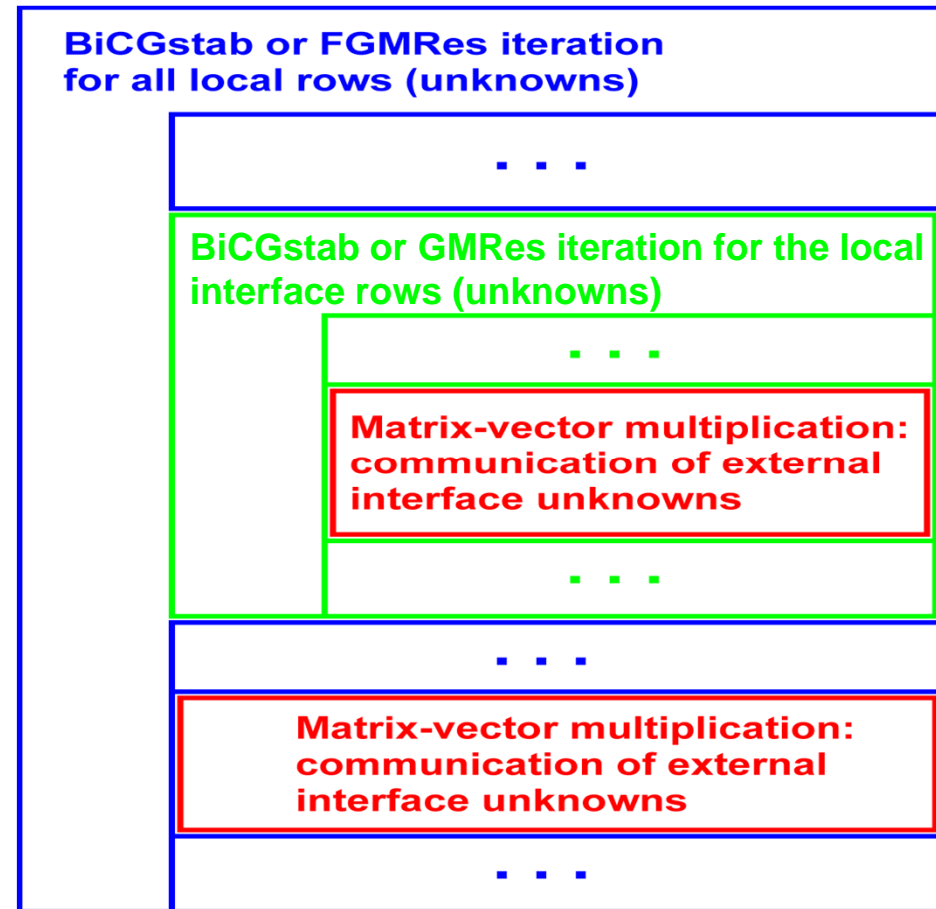 BiCGstab or FGMRes iteration
for all local rows (unknowns)
- - -
BiCGstab or GMRes iteration for the local
interface rows (unknowns)
- - -
Matrix-vector multiplication:
communication of external
interface unknowns
- - -
- - -
Matrix-vector multiplication:
communication of external
interface unknowns
- - -